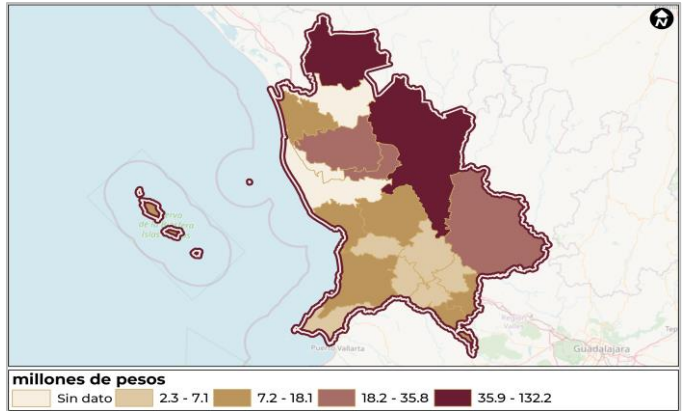 N
Puerto Vallarta
Guadalajara
millones de pesos
Sin dato 2.3 - 7.1 7.2 - 18.1 18.2 - 35.8 35.9 - 132.2